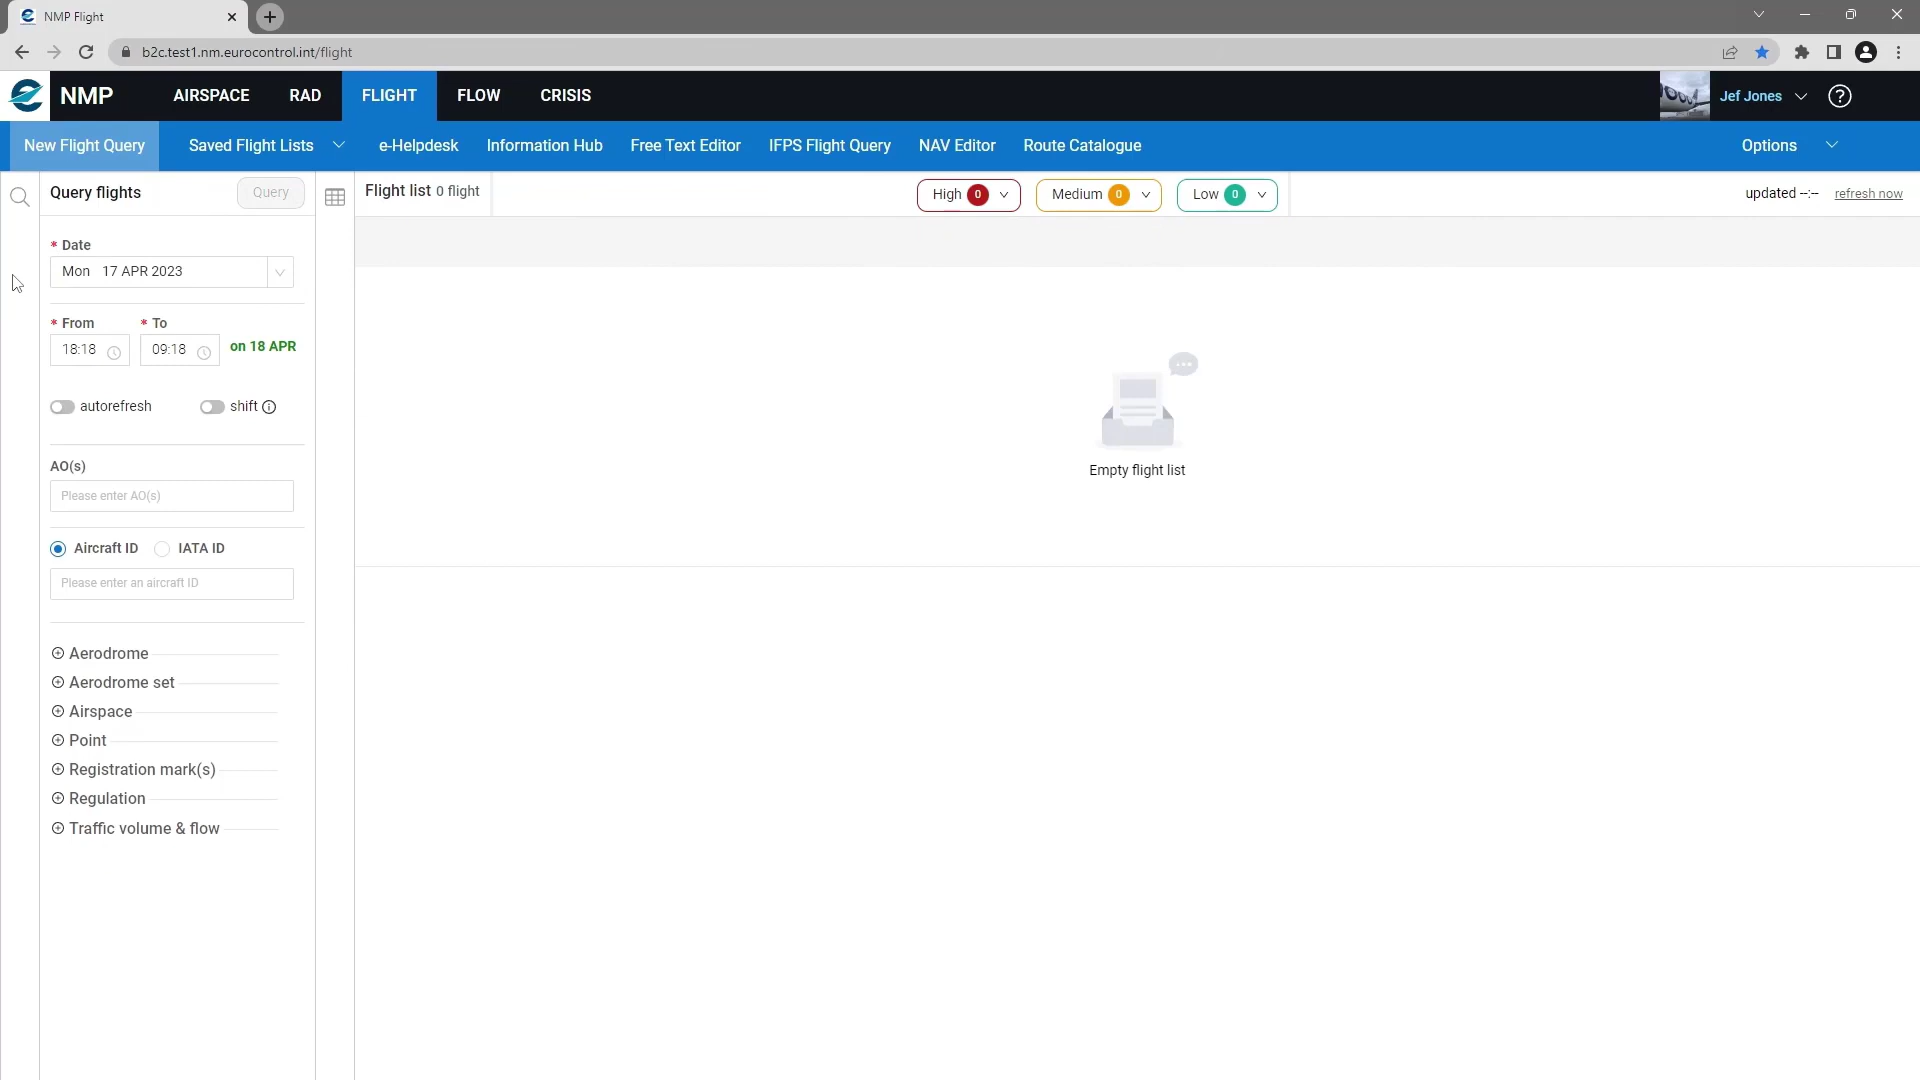 NMP Flight
b2c.test1.nm.eurocontrol.int/flight
NMP AIRSPACE RAD FLIGHT FLOW CRISIS Jef Jones
New Flight Query Saved Flight Lists e-Helpdesk Information Hub Free Text Editor IFPS Flight Query NAV Editor Route Catalogue Options
Query flights Query Flight list 0 flight High 0 Medium 0 Low 0 updated --:-- refresh now
* Date
Mon 17 APR 2023
* From * To
18:18 09:18 on 18 APR
autorefresh shift
AO(s)
Please enter AO(s)
Empty flight list
Aircraft ID IATA ID
Please enter an aircraft ID
Aerodrome
Aerodrome set
Airspace
Point
Registration mark(s)
Regulation
Traffic volume & flow